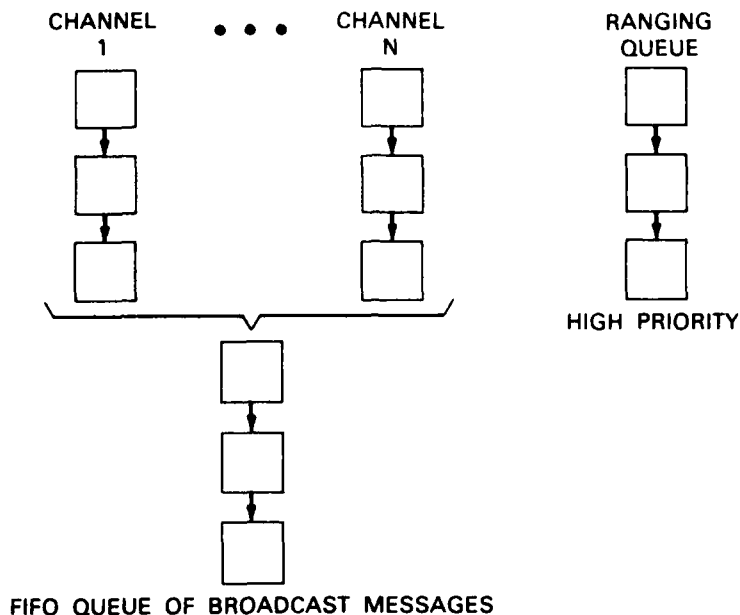 CHANNEL
1
• • •
CHANNEL
N
RANGING
QUEUE
HIGH PRIORITY
FIFO QUEUE OF BROADCAST MESSAGES